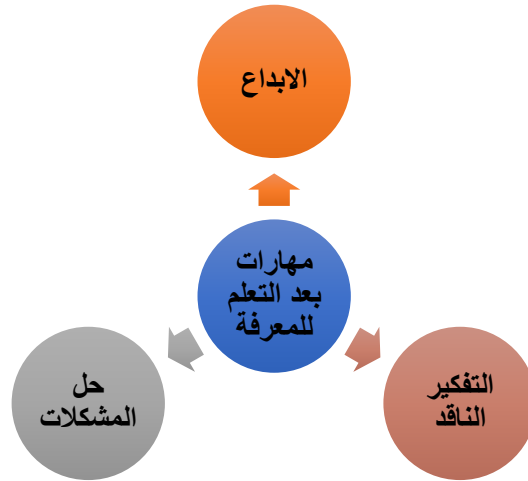 الابداع
مهارات
بعد التعلم
للمعرفة
التفكير
الناقد
حل
المشكلات